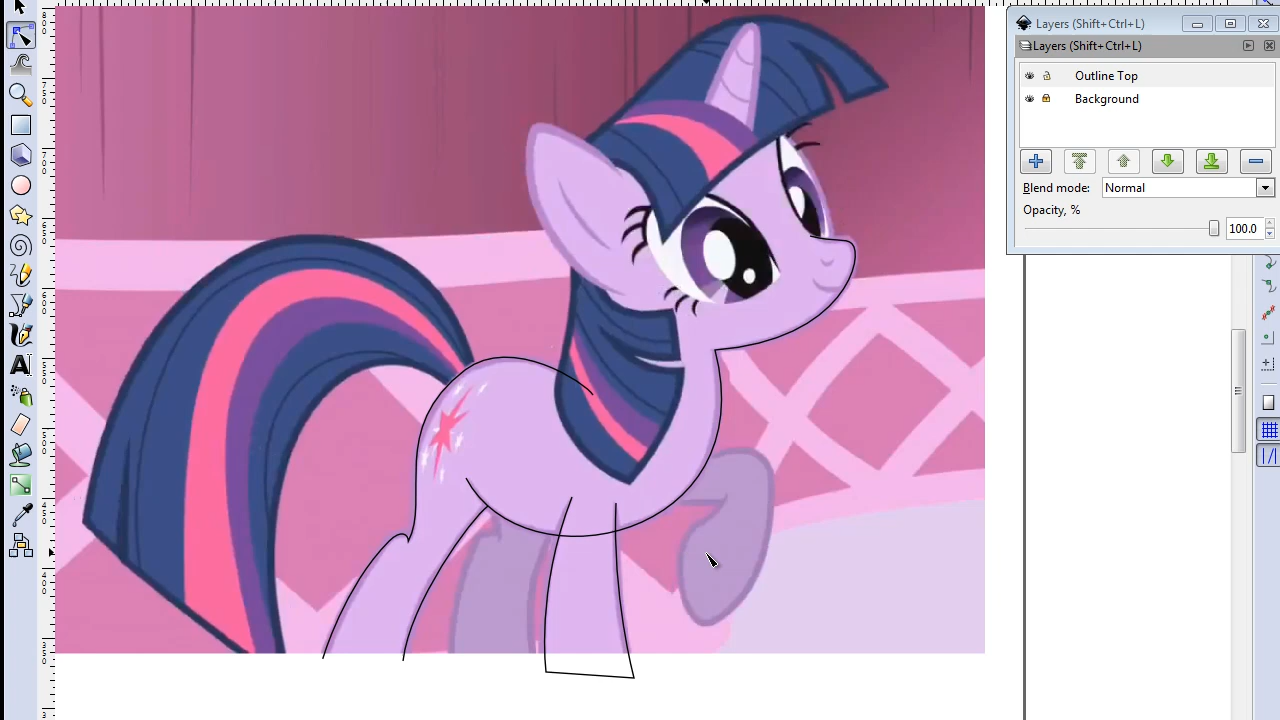 Layers (Shift+Ctrl+L)
Layers (Shift+Ctrl+L)
Outline Top
Background
Blend mode: Normal
Opacity, %
100.0